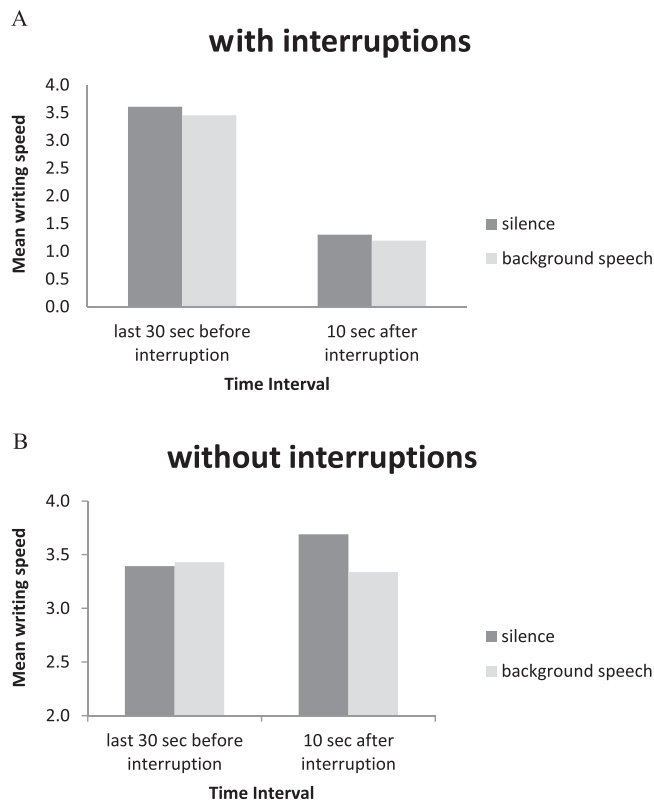 A
with interruptions
Mean writing speed
4.0
3.5
3.0
2.5
2.0
1.5
1.0
0.5
0.0
last 30 sec before
interruption
10 sec after
interruption
Time Interval
silence
background speech
B
without interruptions
Mean writing speed
4.0
3.5
3.0
2.5
2.0
last 30 sec before
interruption
10 sec after
interruption
Time Interval
silence
background speech